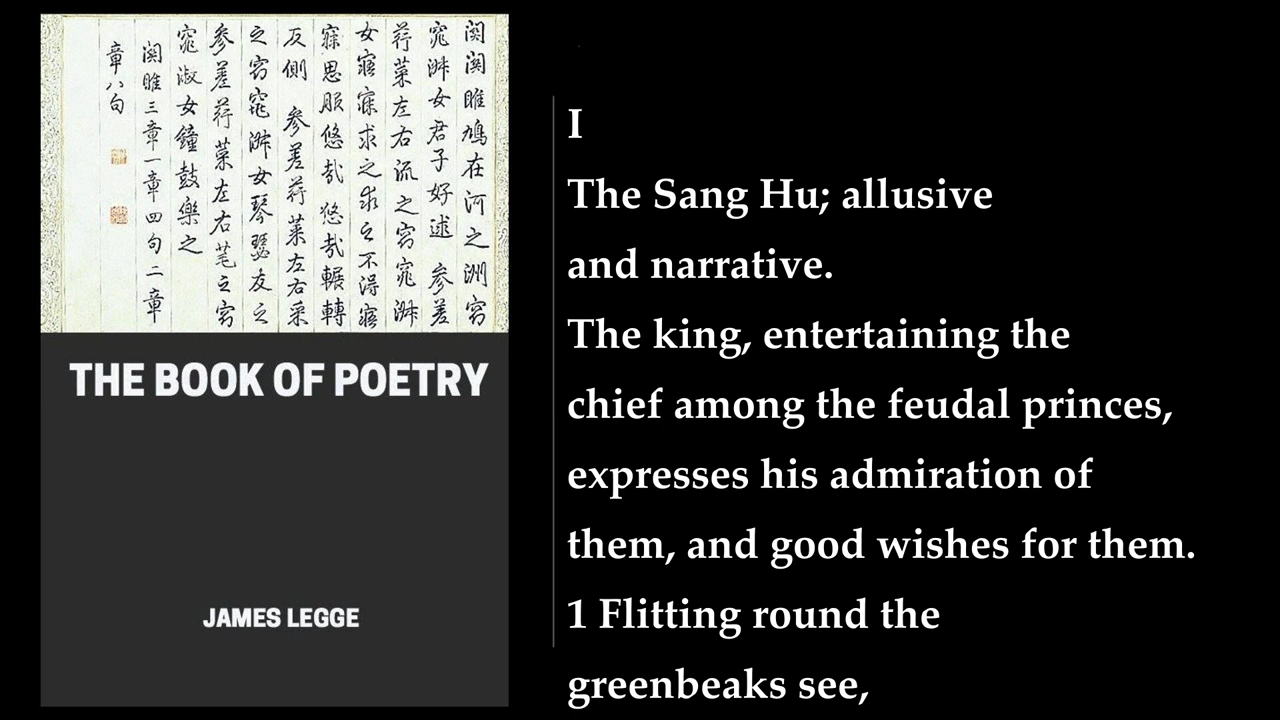 關關雎鳩在河之洲窈
窕淑女君子好逑 參差
荇菜左右流之窈窕淑
女寤寐求之求之不得寤
寐思服悠哉悠哉輾轉
反側 參差荇菜左右采
之窈窕淑女琴瑟友之
參差荇菜左右芼之窈
窕淑女鐘鼓樂之
關雎三章一章四句二章
章八句
THE BOOK OF POETRY
JAMES LEGGE
I
The Sang Hu; allusive
and narrative.
The king, entertaining the
chief among the feudal princes,
expresses his admiration of
them, and good wishes for them.
1 Flitting round the
greenbeaks see,